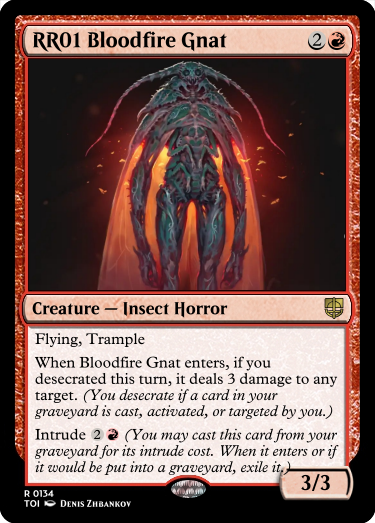 RR01 Bloodfire Gnat 2
Creature — Insect Horror
Flying, Trample
When Bloodfire Gnat enters, if you
desecrated this turn, it deals 3 damage to any
target. (You desecrate if a card in your
graveyard is cast, activated, or targeted by you.)
Intrude 2 (You may cast this card from your
graveyard for its intrude cost. When it enters or if
it would be put into a graveyard, exile it.)
3/3
R 0134
TOI Denis Zhbankov